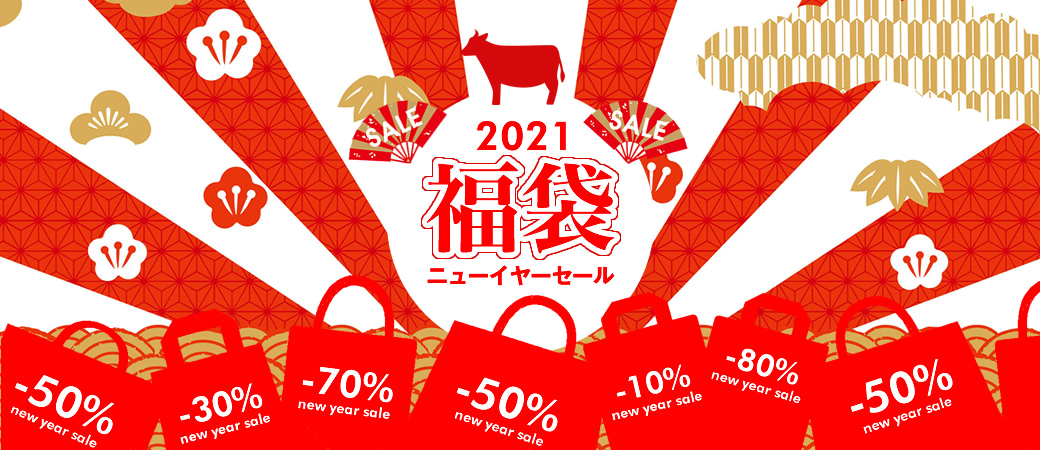 SALE
SALE
2021
福袋
ニューイヤーセール
-50%
new year sale
-30%
new year sale
-70%
new year sale
-50%
new year sale
-10%
new year sale
-80%
new year sale
-50%
new year sale